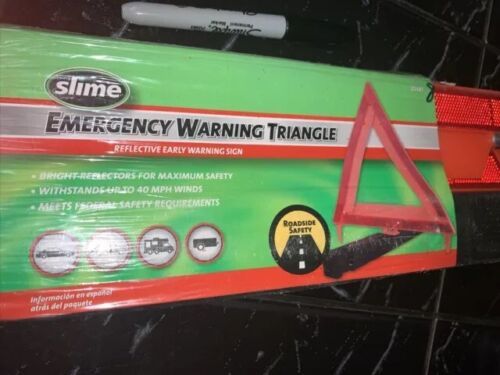 Sharpie
slime
EMERGENCY WARNING TRIANGLE
REFLECTIVE EARLY WARNING SIGN
• BRIGHT REFLECTORS FOR MAXIMUM SAFETY
• WITHSTANDS UP TO 40 MPH WINDS
• MEETS FEDERAL SAFETY REQUIREMENTS
ROADSIDE
SAFETY
Información en español
atrás del paquete